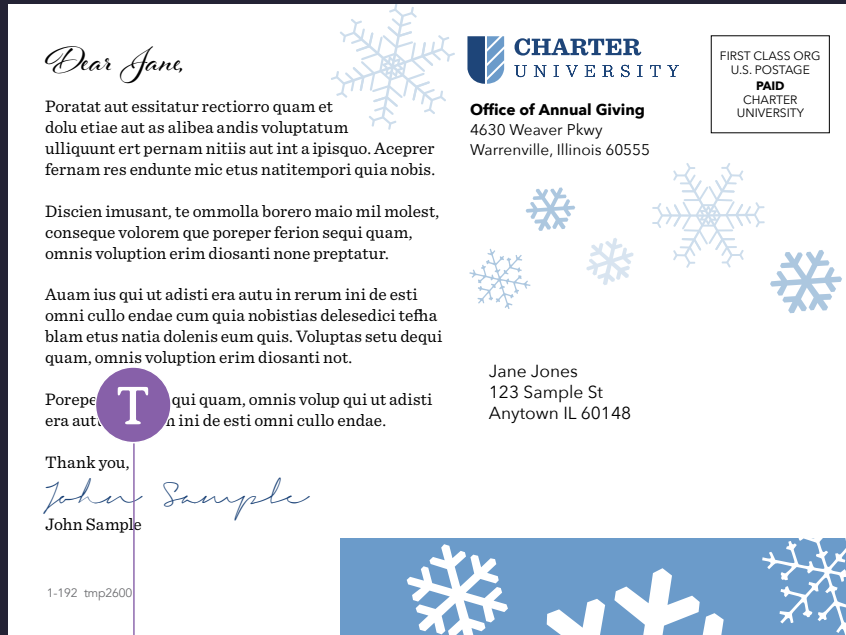 Dear Jane,
Poratat aut essitatur rectiorro quam et
dolu etiae aut as alibea andis voluptatum
ulliquunt ert pernam nitiis aut int a ipisquo. Aceprer
fernam res endunte mic etus natitempori quia nobis.
Discien imusant, te ommolla borero maio mil molest,
conseque volorem que poreper ferion sequi quam,
omnis voluption erim diosanti none preptatur.
Auam ius qui ut adisti era autu in rerum ini de esti
omni cullo endae cum quia nobistias delesedici tefha
blam etus natia dolenis eum quis. Voluptas setu dequi
quam, omnis voluption erim diosanti not.
qui quam, omnis volup qui ut adisti
era ini de esti omni cullo endae.
T
Thank you,
John Sample
John Sample
1-192 tmp2600
CHARTER
UNIVERSITY
Office of Annual Giving
4630 Weaver Pkwy
Warrenville, Illinois 60555
FIRST CLASS ORG
U.S. POSTAGE
PAID
CHARTER
UNIVERSITY
Jane Jones
123 Sample St
Anytown IL 60148